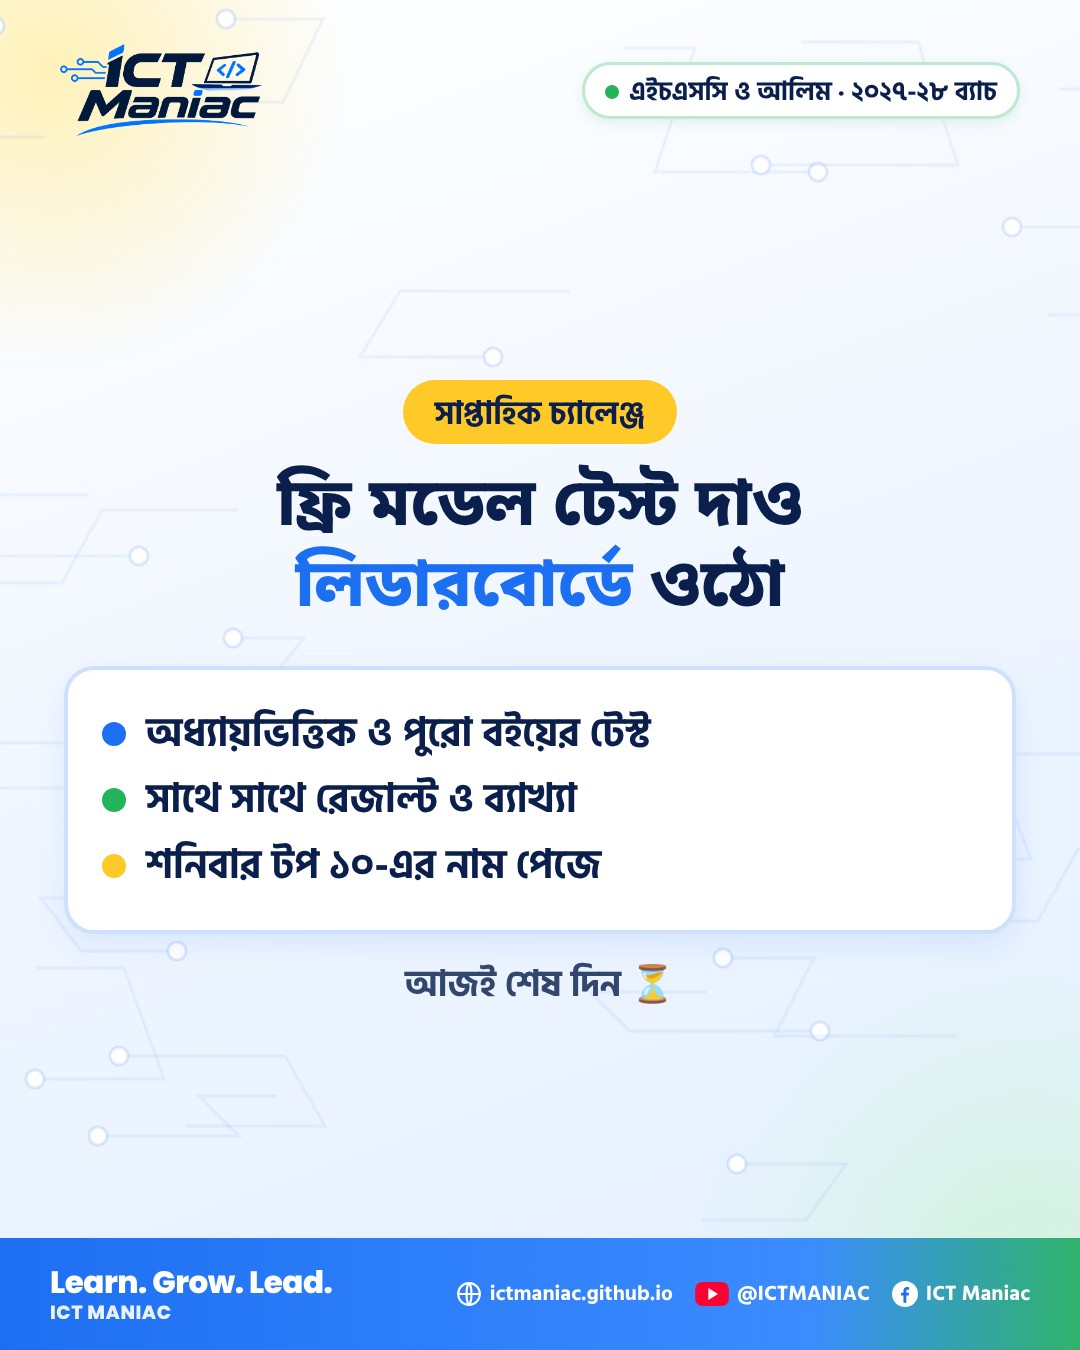 ICT
Maniac
এইচএসসি ও আলিম · ২০২৭-২৮ ব্যাচ
সাপ্তাহিক চ্যালেঞ্জ
ফ্রি মডেল টেস্ট দাও
লিডারবোর্ডে ওঠো
অধ্যায়ভিত্তিক ও পুরো বইয়ের টেস্ট
সাথে সাথে রেজাল্ট ও ব্যাখ্যা
শনিবার টপ ১০-এর নাম পেজে
আজই শেষ দিন ⏳
Learn. Grow. Lead.
ICT MANIAC
ictmaniac.github.io @ICTMANIAC ICT Maniac